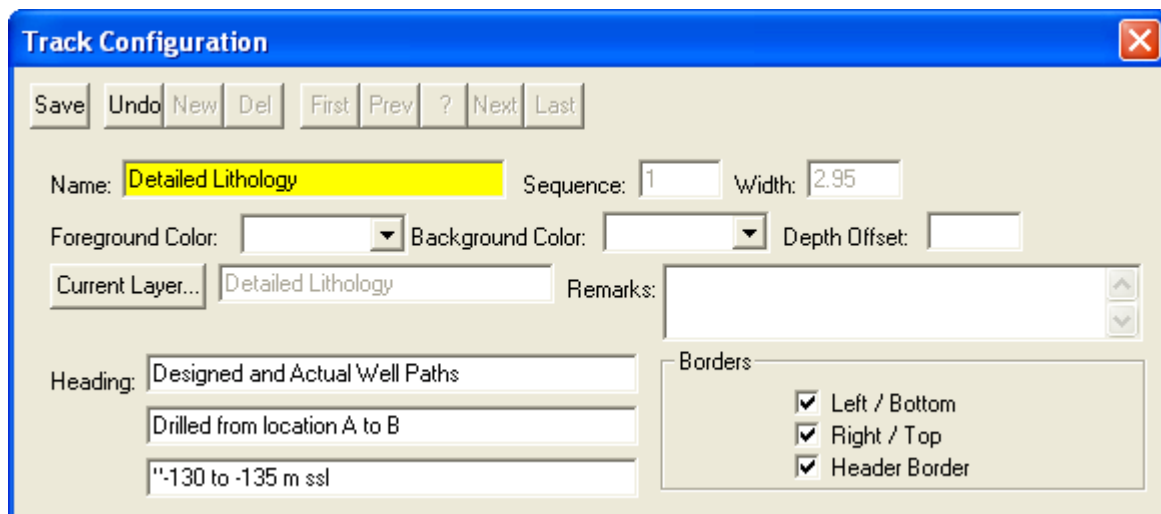 Track Configuration
Save Undo New Del First Prev ? Next Last
Name: Detailed Lithology Sequence: 1 Width: 2.95
Foreground Color: Background Color: Depth Offset:
Current Layer... Detailed Lithology Remarks:
Heading: Designed and Actual Well Paths
Drilled from location A to B
"-130 to -135 m ssl
Borders
Left / Bottom
Right / Top
Header Border